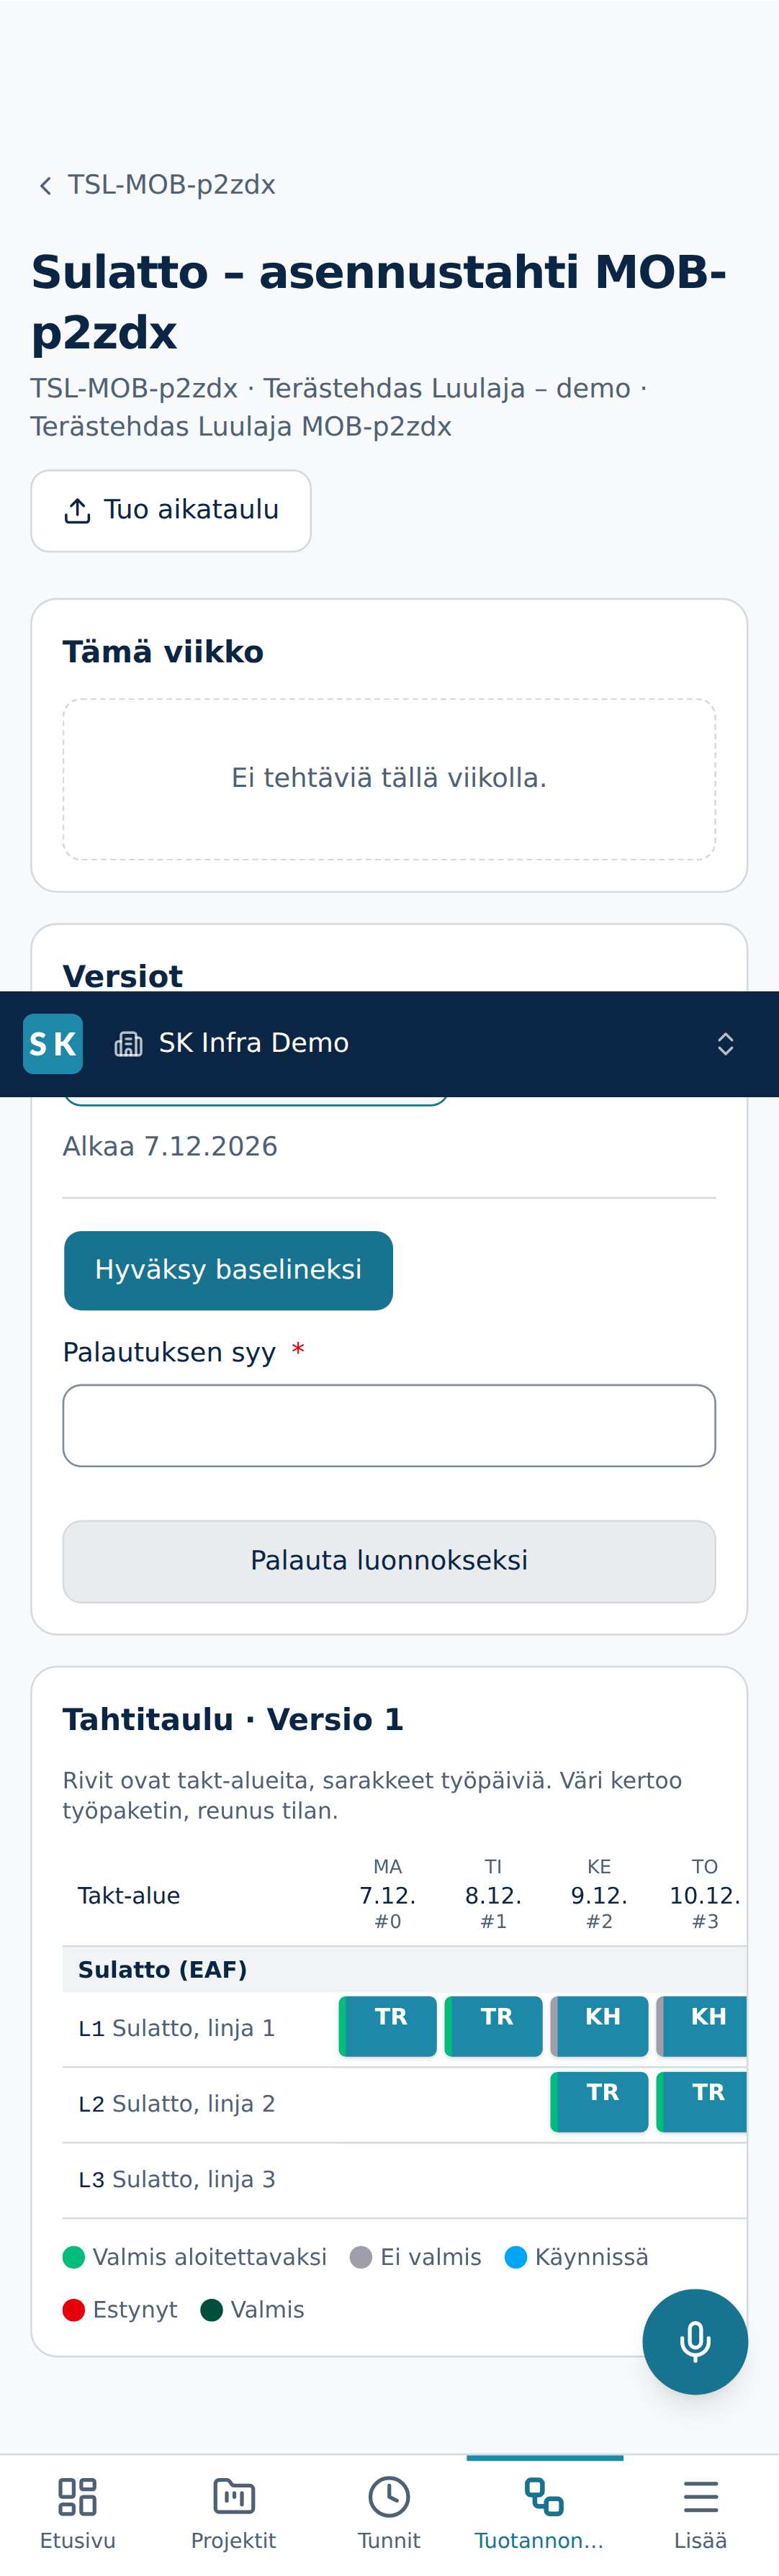 TSL-MOB-p2zdx
Sulatto – asennustahti MOB-
p2zdx
TSL-MOB-p2zdx · Terästehdas Luulaja – demo ·
Terästehdas Luulaja MOB-p2zdx
Tuo aikataulu
Tämä viikko
Ei tehtäviä tällä viikolla.
Versiot
SK SK Infra Demo
Alkaa 7.12.2026
Hyväksy baselineksi
Palautuksen syy *
Palauta luonnokseksi
Tahtitaulu · Versio 1
Rivit ovat takt-alueita, sarakkeet työpäiviä. Väri kertoo
työpaketin, reunus tilan.
MA TI KE TO
Takt-alue 7.12. 8.12. 9.12. 10.12.
#0 #1 #2 #3
Sulatto (EAF)
L1 Sulatto, linja 1 TR TR KH KH
L2 Sulatto, linja 2 TR TR
L3 Sulatto, linja 3
Valmis aloitettavaksi Ei valmis Käynnissä
Estynyt Valmis
Etusivu Projektit Tunnit Tuotannon... Lisää